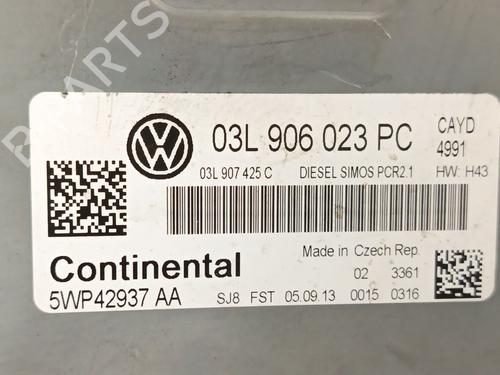 B-PARTS
03L 906 023 PC
CAYD
4991
03L 907 425 C
DIESEL SIMOS PCR2.1
HW: H43
Continental
5WP42937 AA
Made in Czech Rep.
02 3361
SJ8 FST 05.09.13 0015 0316